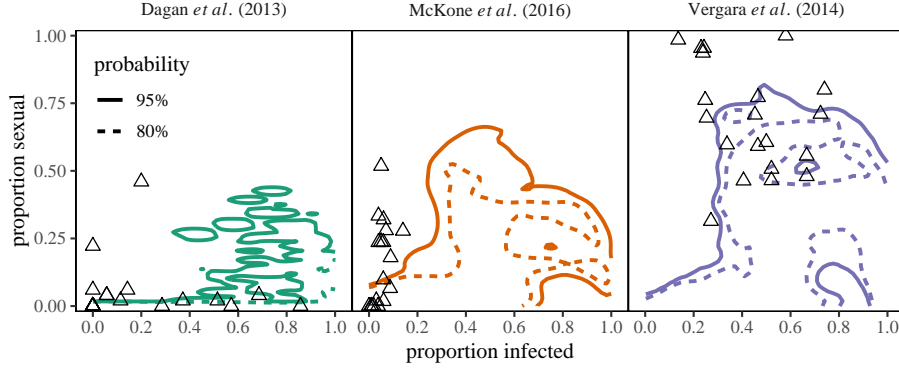 Dagan et al. (2013) McKone et al. (2016) Vergara et al. (2014)
1.00
probability
95%
80%
0.75
0.50
0.25
0.00
proportion sexual
0.0 0.2 0.4 0.6 0.8 1.0 0.0 0.2 0.4 0.6 0.8 1.0 0.0 0.2 0.4 0.6 0.8 1.0
proportion infected